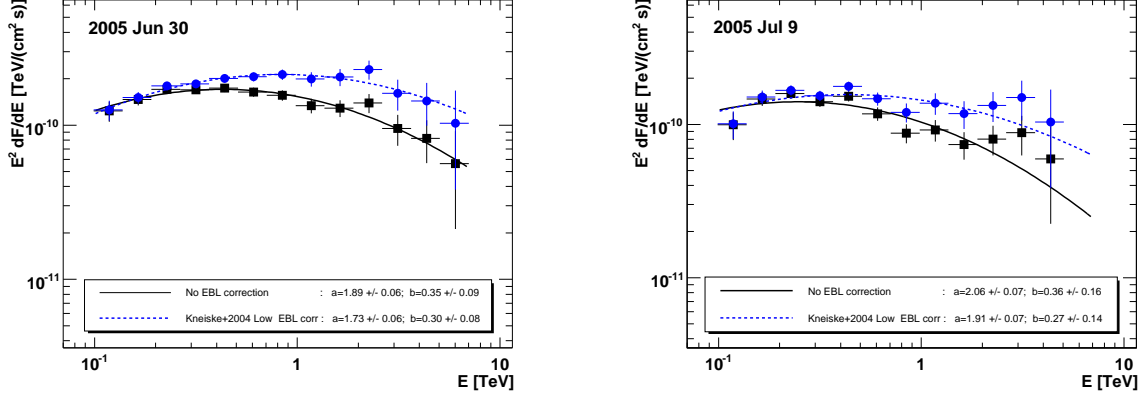 2005 Jun 30
E² dF/dE [TeV/(cm² s)]
10⁻¹⁰
10⁻¹¹
No EBL correction : a=1.89 +/- 0.06; b=0.35 +/- 0.09
Kneiske+2004 Low EBL corr : a=1.73 +/- 0.06; b=0.30 +/- 0.08
10⁻¹ 1 10
E [TeV]
2005 Jul 9
E² dF/dE [TeV/(cm² s)]
10⁻¹⁰
10⁻¹¹
No EBL correction : a=2.06 +/- 0.07; b=0.36 +/- 0.16
Kneiske+2004 Low EBL corr : a=1.91 +/- 0.07; b=0.27 +/- 0.14
10⁻¹ 1 10
E [TeV]